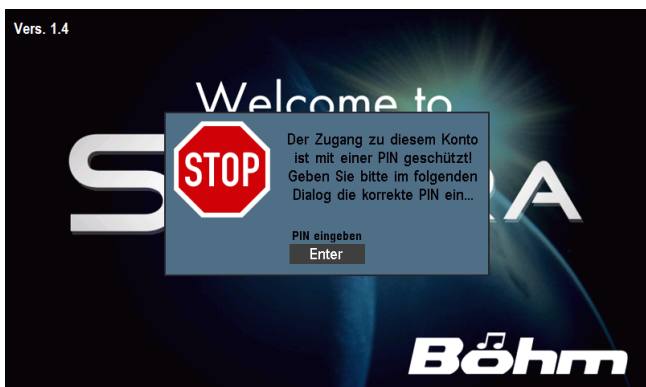 Vers. 1.4
Welcome to
Der Zugang zu diesem Konto
ist mit einer PIN geschützt!
Geben Sie bitte im folgenden
Dialog die korrekte PIN ein...
STOP
PIN eingeben
Enter
Böhm